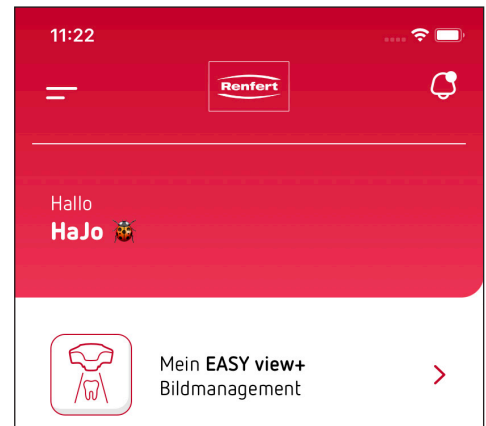 11:22
Renfert
Hallo
HaJo 🐞
Mein EASY view+
Bildmanagement